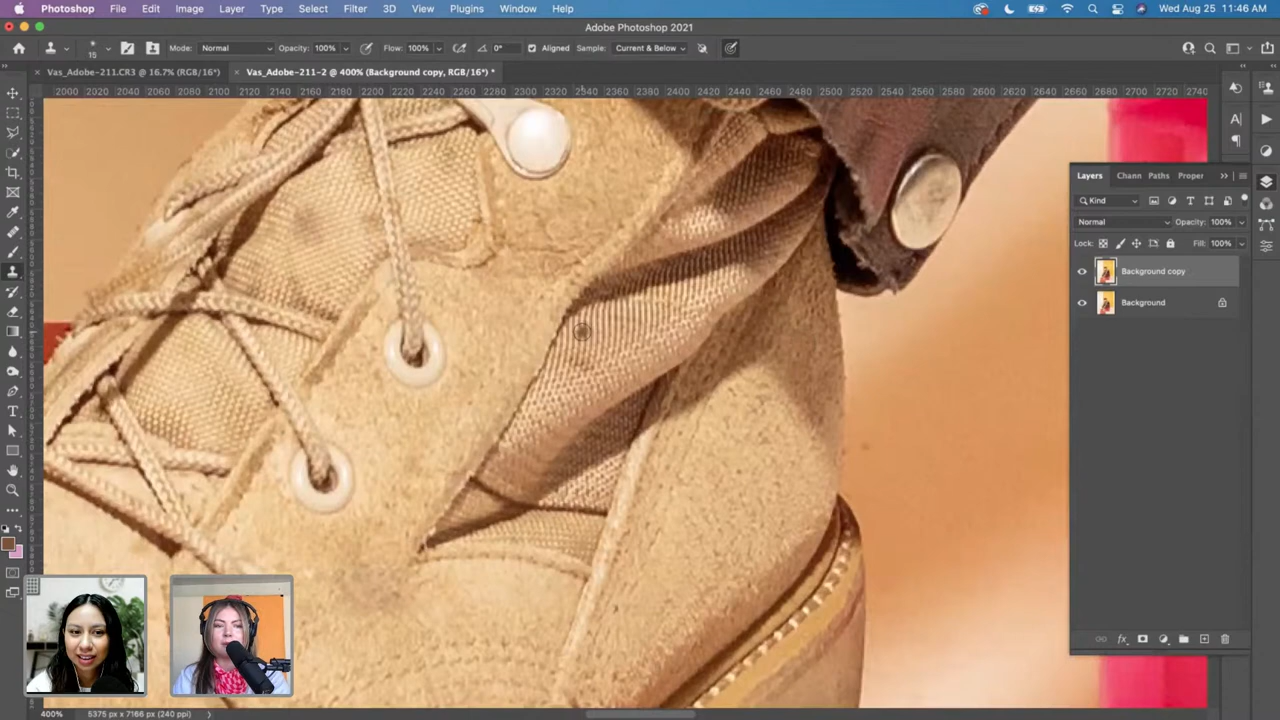 Photoshop File Edit Image Layer Type Select Filter 3D View Plugins Window Help Wed Aug 25 11:46 AM
Adobe Photoshop 2021
15 Mode: Normal Opacity: 100% Flow: 100% 0° Aligned Sample: Current & Below
× Vas_Adobe-211.CR3 @ 16.7% (RGB/16*) × Vas_Adobe-211-2 @ 400% (Background copy, RGB/16*) *
2000 2020 2040 2060 2080 2100 2120 2140 2160 2180 2200 2220 2240 2260 2280 2300 2320 2340 2360 2380 2400 2420 2440 2460 2480 2500 2520 2540 2560 2580 2600 2620 2640 2660 2680 2700 2720 2740
Layers Chann Paths Proper
Kind
Normal Opacity: 100%
Lock: Fill: 100%
Background copy
Background
400% 5375 px x 7166 px (240 ppi)